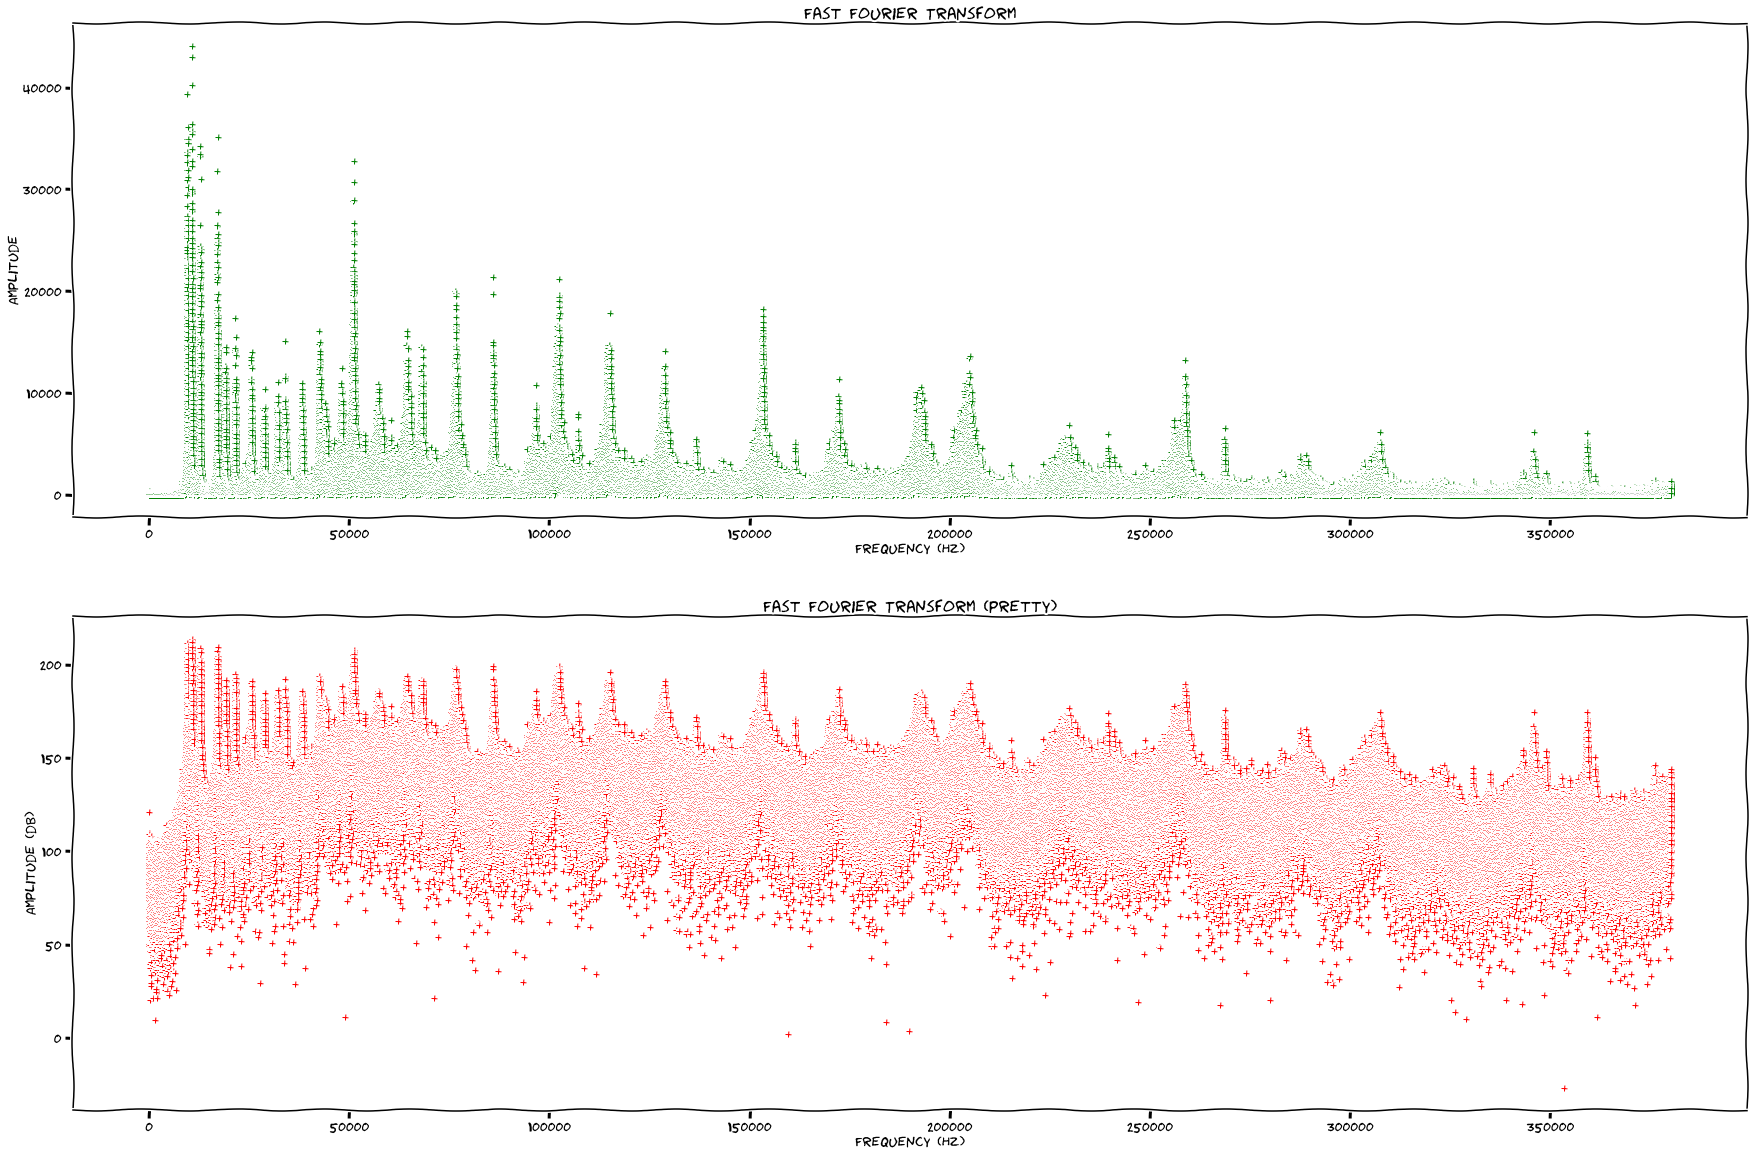 FAST FOURIER TRANSFORM
40000
30000
20000
10000
0
AMPLITUDE
0 50000 100000 150000 200000 250000 300000 350000
FREQUENCY (HZ)
FAST FOURIER TRANSFORM (PRETTY)
200
150
100
50
0
AMPLITUDE (DB)
0 50000 100000 150000 200000 250000 300000 350000
FREQUENCY (HZ)